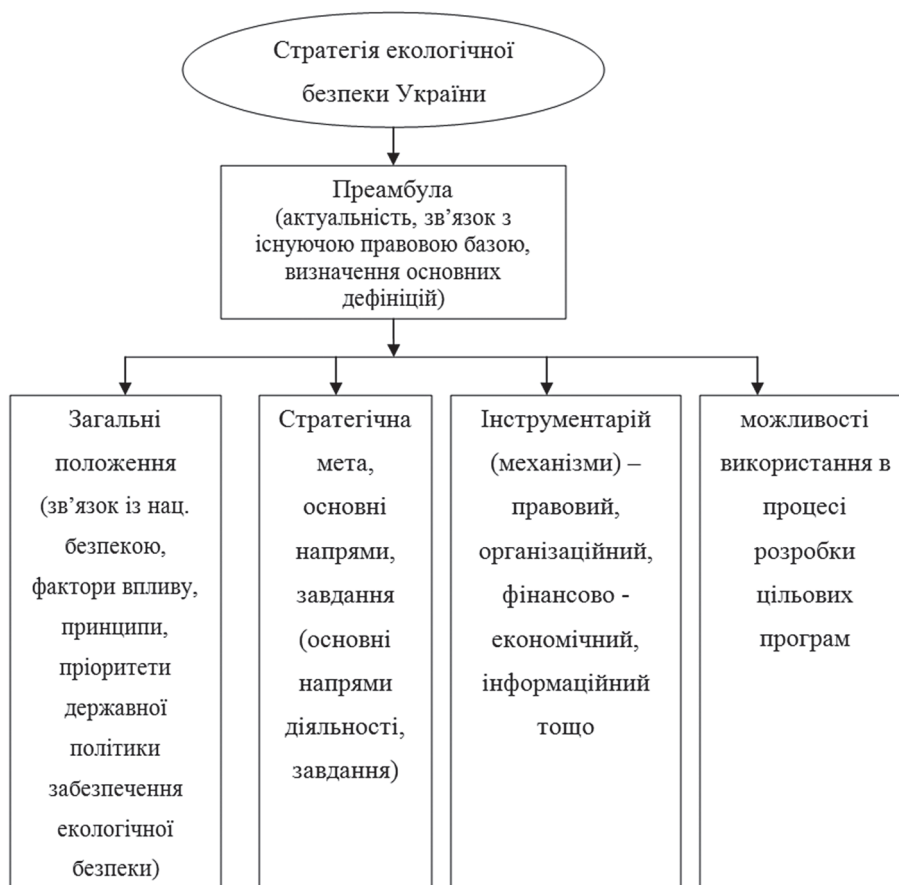 Стратегія екологічної
безпеки України
Преамбула
(актуальність, зв’язок з
існуючою правовою базою,
визначення основних
дефініцій)
Загальні
положення
(зв’язок із нац.
безпекою,
фактори впливу,
принципи,
пріоритети
державної
політики
забезпечення
екологічної
безпеки)
Стратегічна
мета,
основні
напрями,
завдання
(основні
напрями
діяльності,
завдання)
Інструментарій
(механізми) –
правовий,
організаційний,
фінансово -
економічний,
інформаційний
тощо
можливості
використання в
процесі
розробки
цільових
програм